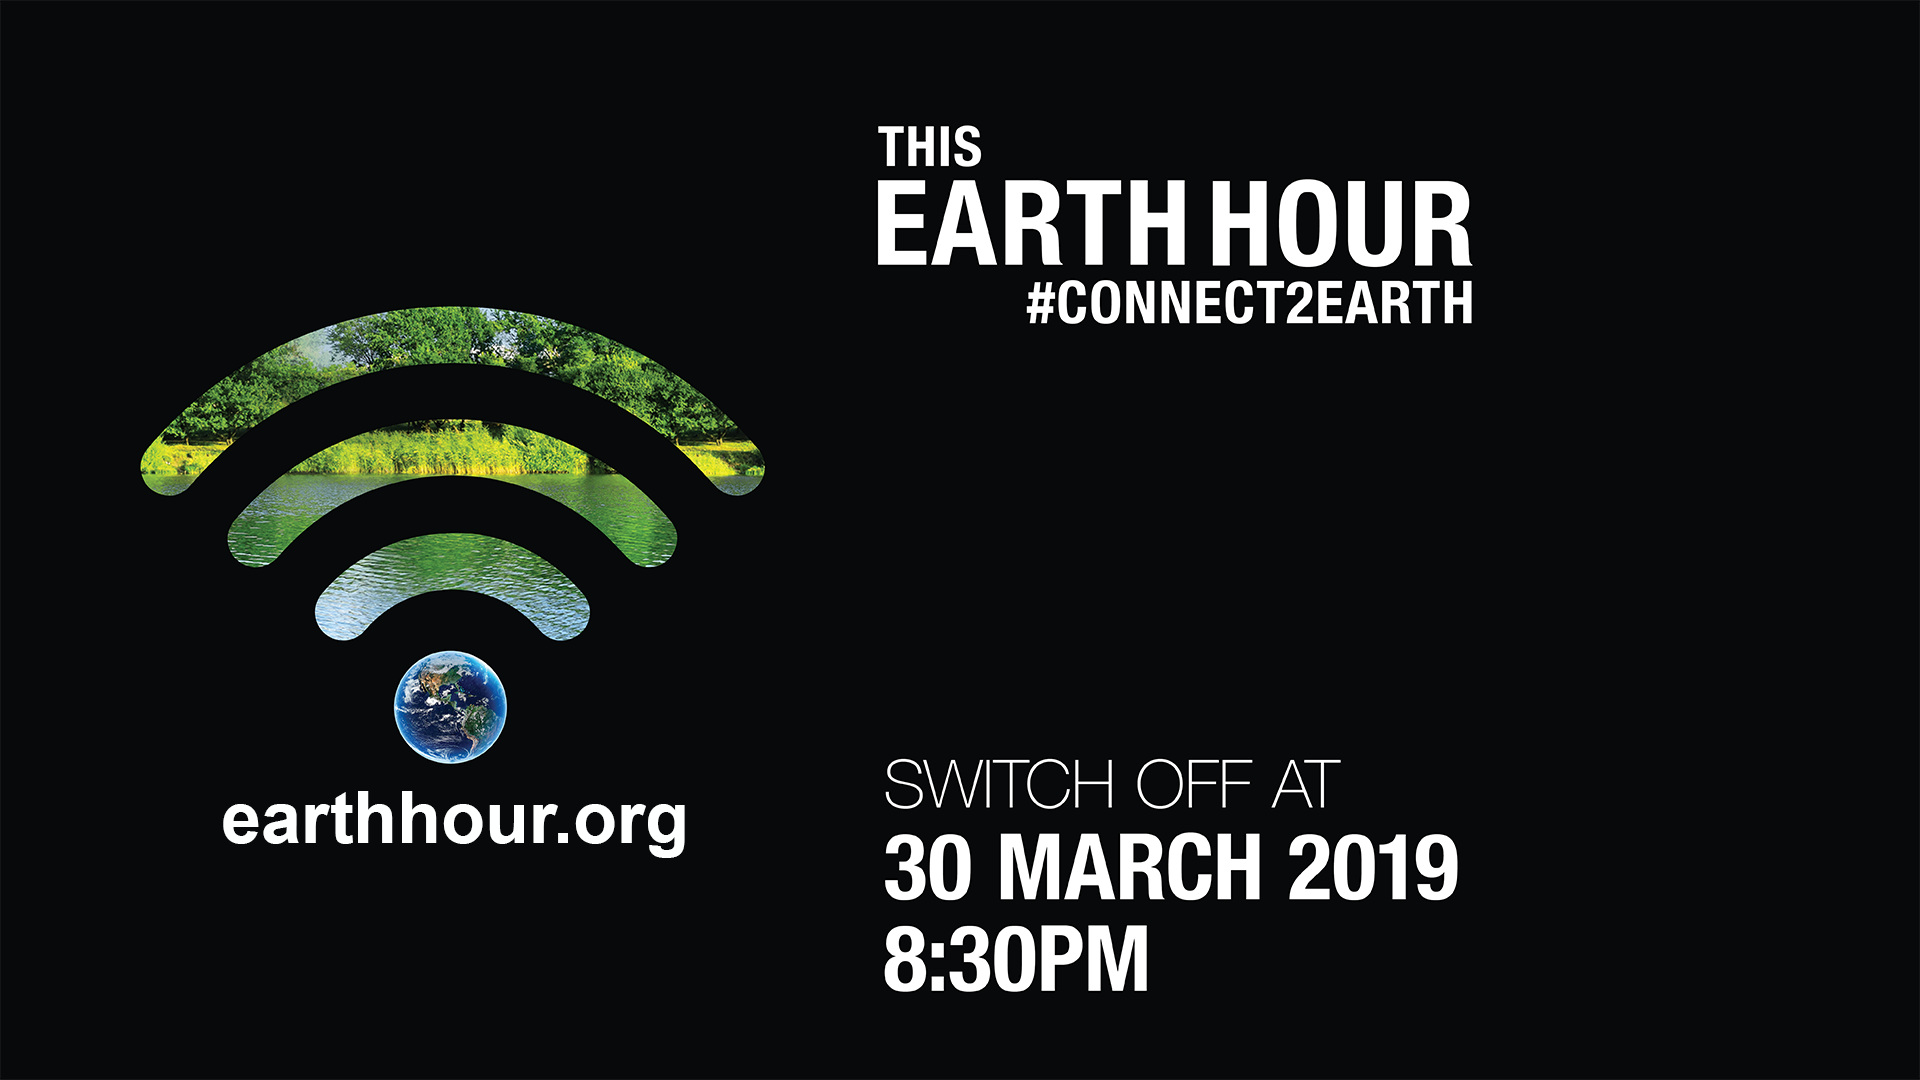 THIS
EARTH HOUR
#CONNECT2EARTH
earthhour.org
SWITCH OFF AT
30 MARCH 2019
8:30PM